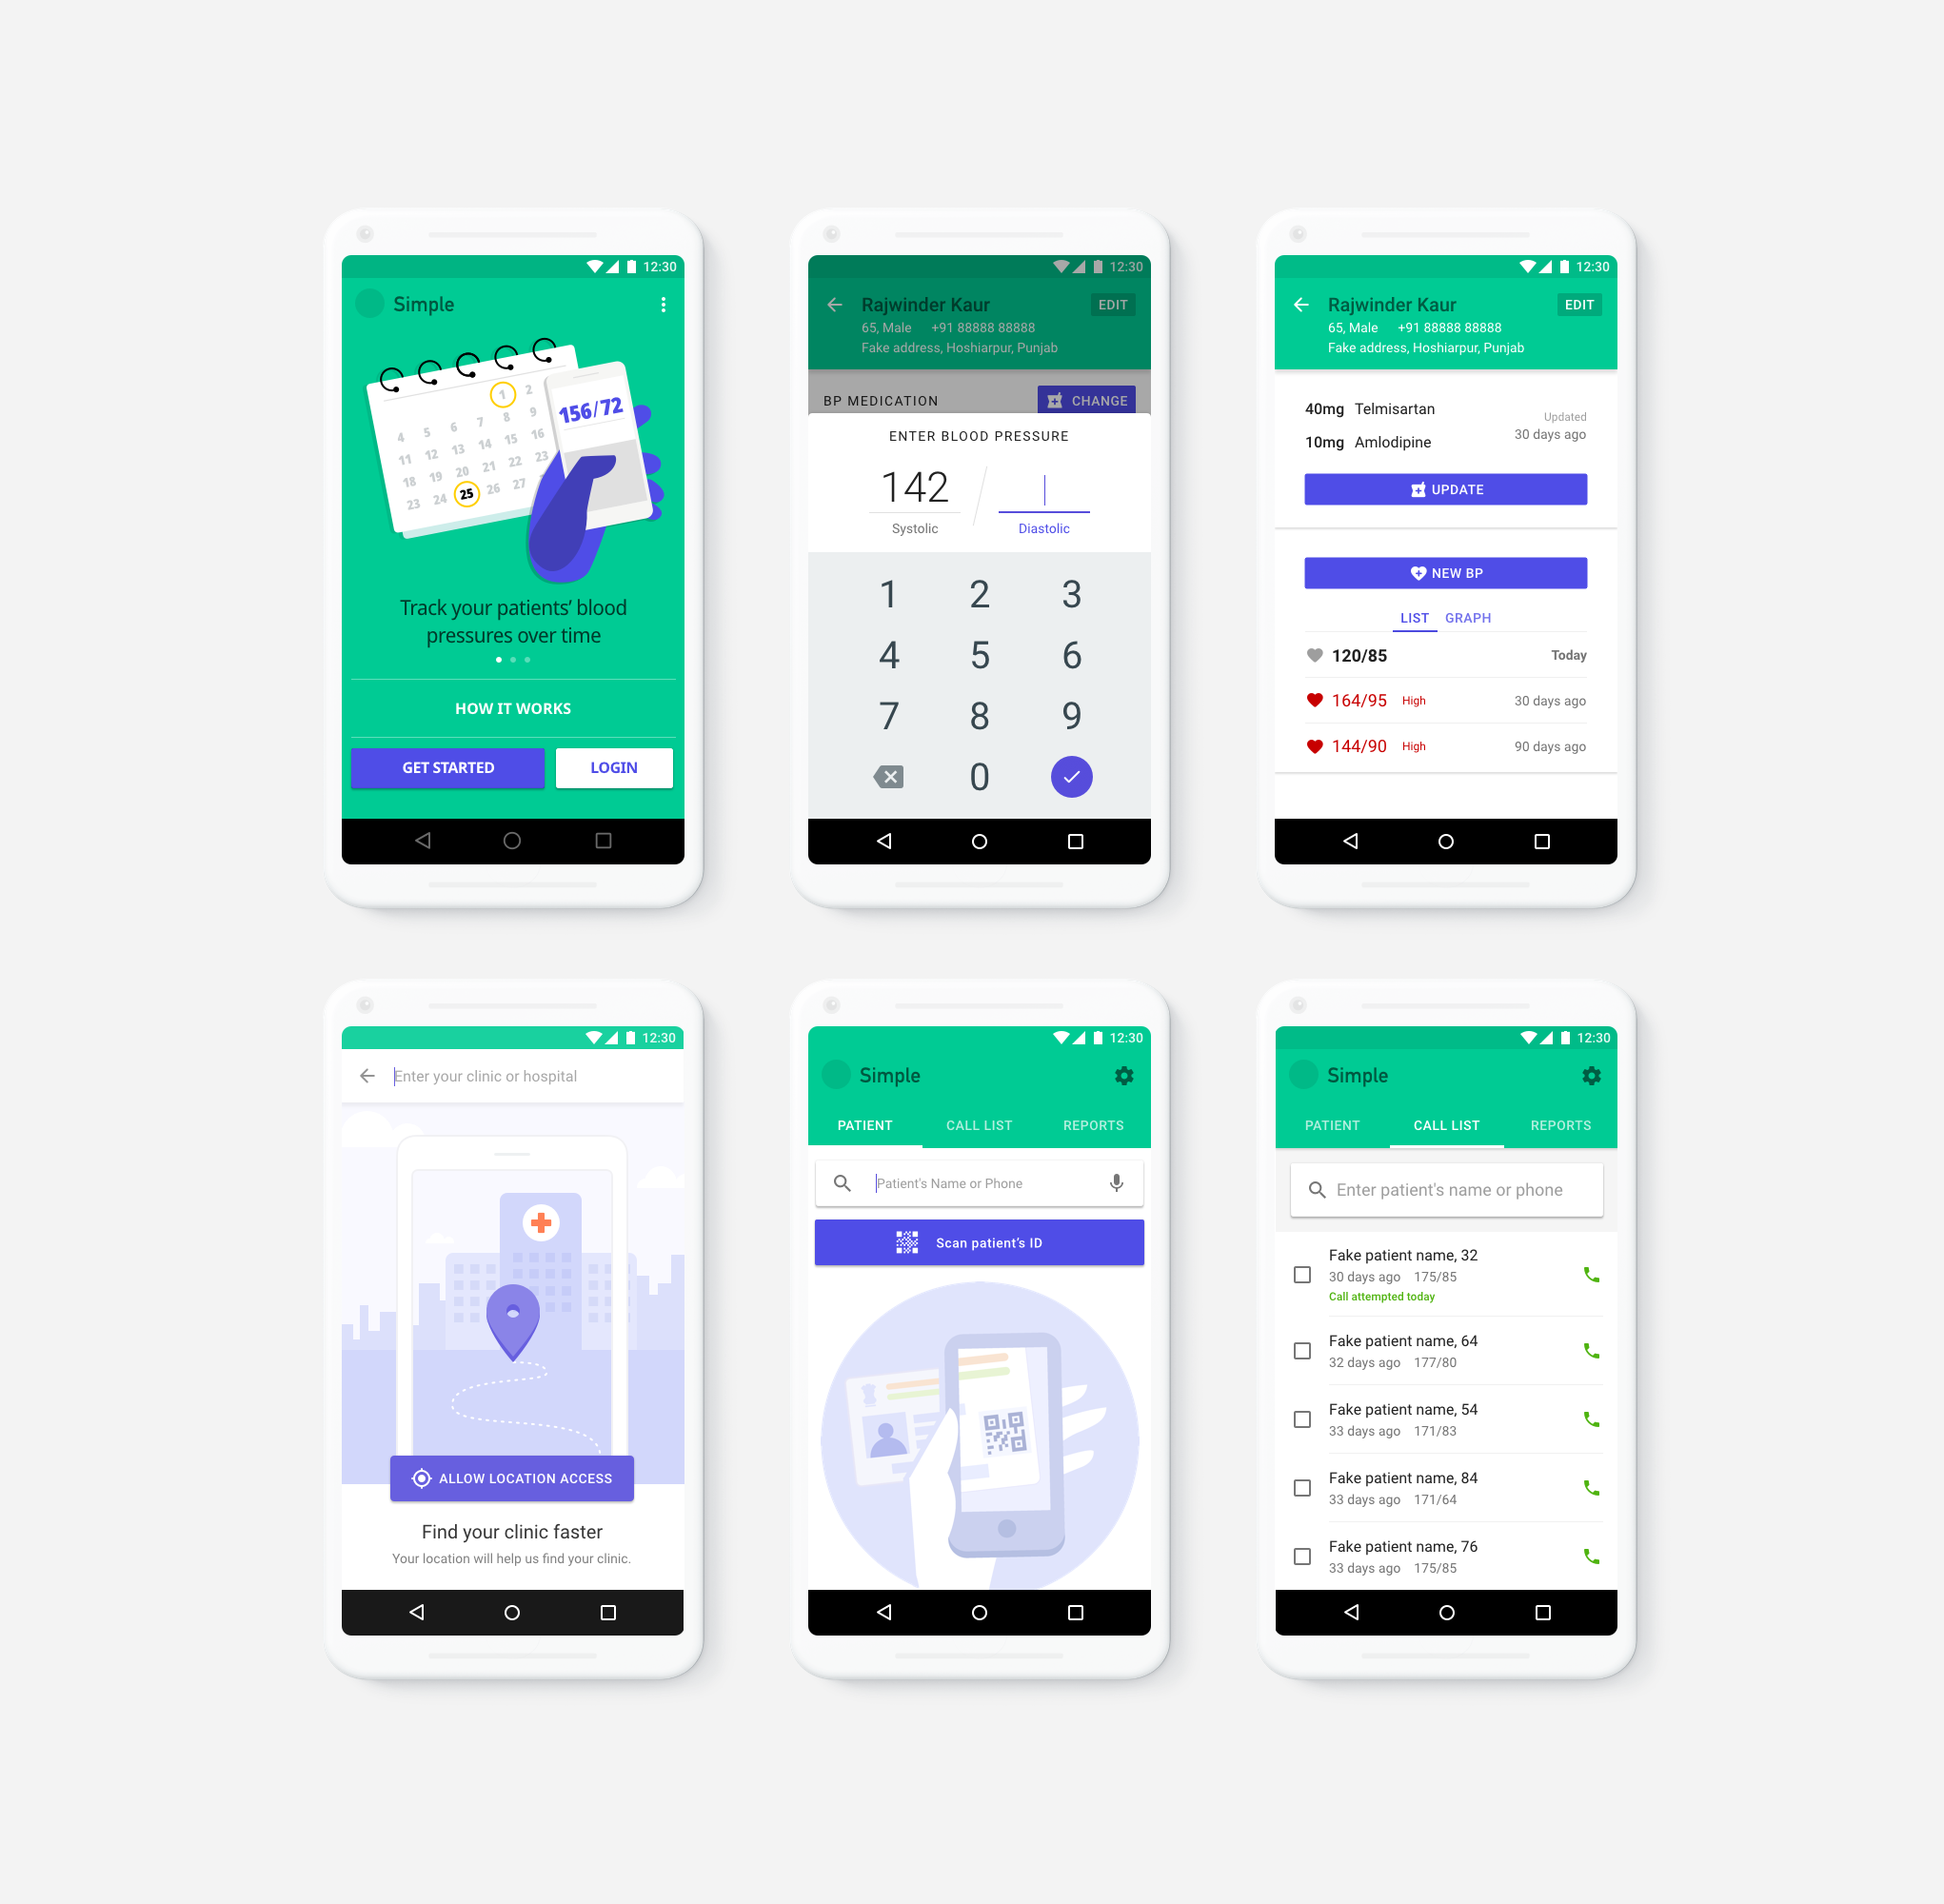 12:30
Simple
1 2
4 5 6 7 8 9
11 12 13 14 15 16
18 19 20 21 22 23
23 24 25 26 27
156/72
Track your patients’ blood
pressures over time
HOW IT WORKS
GET STARTED LOGIN
12:30
Rajwinder Kaur EDIT
65, Male +91 88888 88888
Fake address, Hoshiarpur, Punjab
BP MEDICATION CHANGE
ENTER BLOOD PRESSURE
142 /
Systolic Diastolic
1 2 3
4 5 6
7 8 9
0
12:30
Rajwinder Kaur EDIT
65, Male +91 88888 88888
Fake address, Hoshiarpur, Punjab
40mg Telmisartan
10mg Amlodipine
Updated
30 days ago
UPDATE
NEW BP
LIST GRAPH
120/85 Today
164/95 High 30 days ago
144/90 High 90 days ago
12:30
Enter your clinic or hospital
ALLOW LOCATION ACCESS
Find your clinic faster
Your location will help us find your clinic.
12:30
Simple
PATIENT CALL LIST REPORTS
Patient's Name or Phone
Scan patient’s ID
12:30
Simple
PATIENT CALL LIST REPORTS
Enter patient's name or phone
Fake patient name, 32
30 days ago 175/85
Call attempted today
Fake patient name, 64
32 days ago 177/80
Fake patient name, 54
33 days ago 171/83
Fake patient name, 84
33 days ago 171/64
Fake patient name, 76
33 days ago 175/85